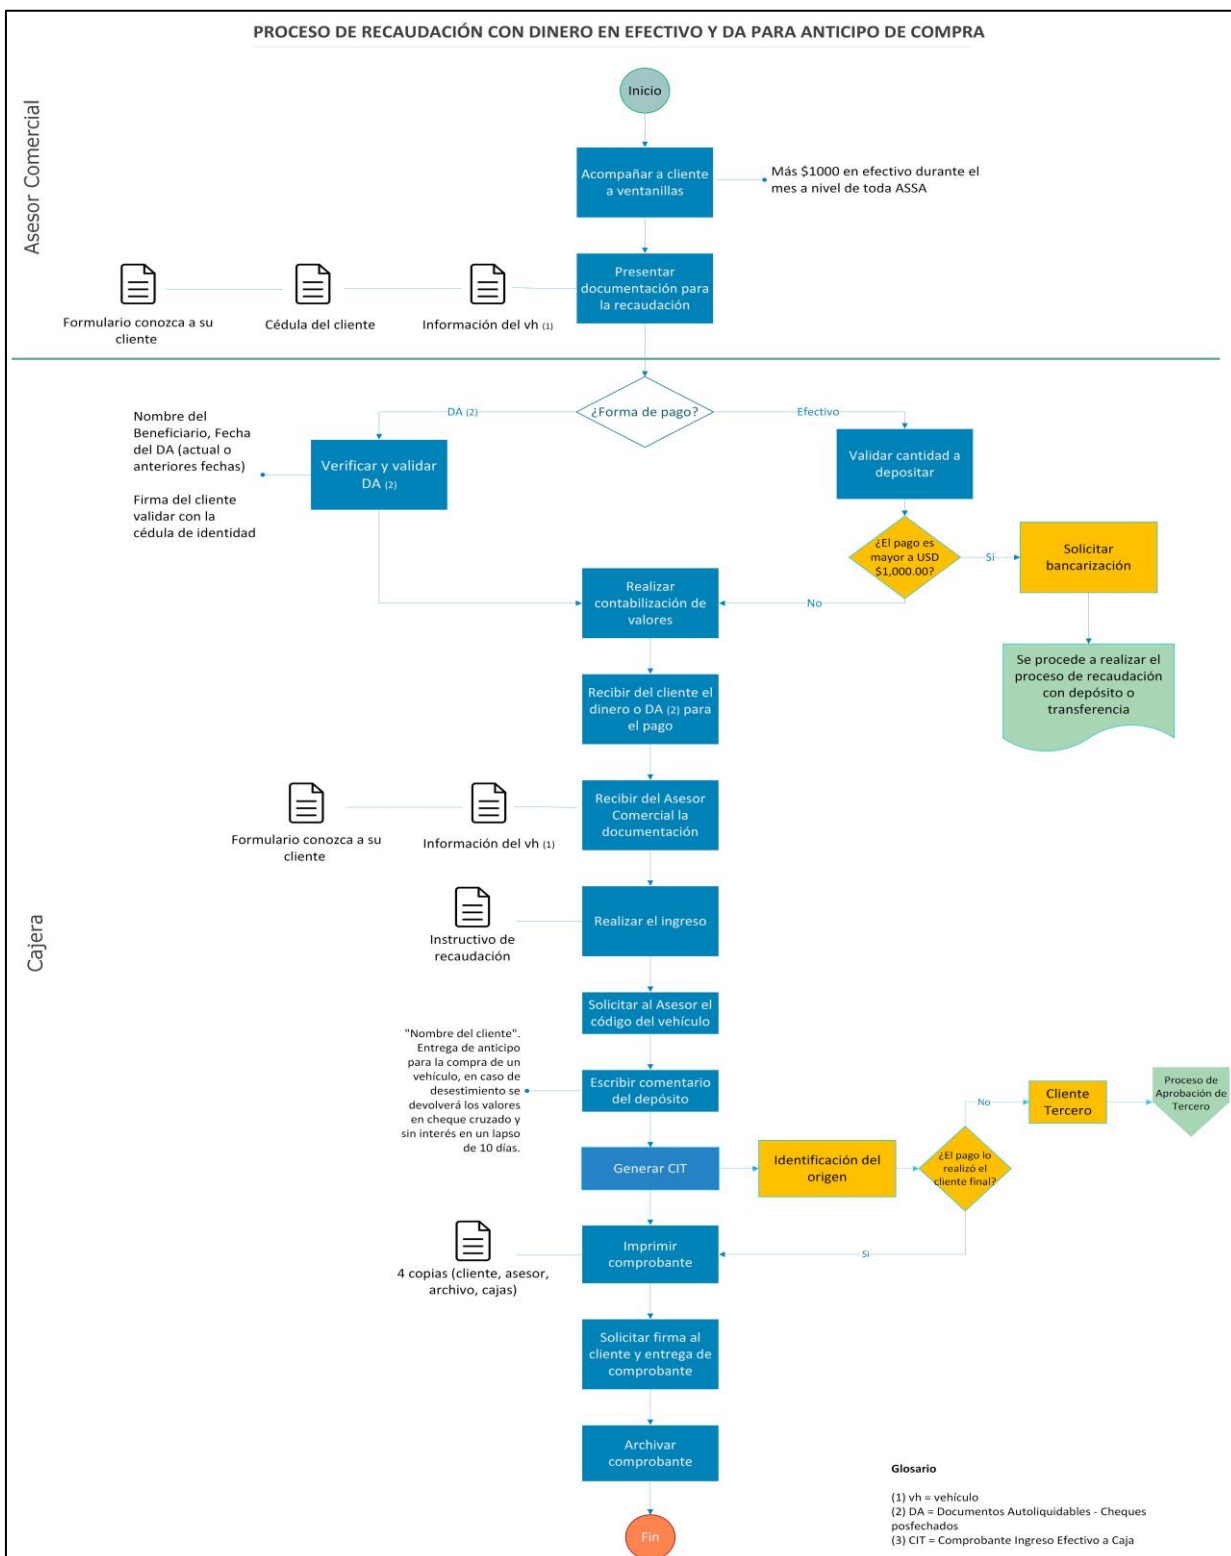 PROCESO DE RECAUDACIÓN CON DINERO EN EFECTIVO Y DA PARA ANTICIPO DE COMPRA
Asesor Comercial
Inicio
Acompañar a cliente
a ventanillas
Más $1000 en efectivo durante el
mes a nivel de toda ASSA
Presentar
documentación para
la recaudación
Formulario conozca a su
cliente
Cédula del cliente
Información del vh (1)
Cajera
¿Forma de pago?
DA (2)
Efectivo
Nombre del
Beneficiario, Fecha
del DA (actual o
anteriores fechas)
Firma del cliente
validar con la
cédula de identidad
Verificar y validar
DA (2)
Validar cantidad a
depositar
¿El pago es
mayor a USD
$1,000.00?
Si
Solicitar
bancarización
No
Se procede a realizar el
proceso de recaudación
con depósito o
transferencia
Realizar
contabilización de
valores
Recibir del cliente el
dinero o DA (2) para
el pago
Recibir del Asesor
Comercial la
documentación
Formulario conozca a su
cliente
Información del vh (1)
Realizar el ingreso
Instructivo de
recaudación
Solicitar al Asesor el
código del vehículo
"Nombre del cliente".
Entrega de anticipo
para la compra de un
vehículo, en caso de
desestimiento se
devolverá los valores
en cheque cruzado y
sin interés en un lapso
de 10 días.
Escribir comentario
del depósito
Generar CIT
Identificación del
origen
¿El pago lo
realizó el
cliente final?
No
Cliente
Tercero
Proceso de
Aprobación de
Tercero
Si
Imprimir
comprobante
4 copias (cliente, asesor,
archivo, cajas)
Solicitar firma al
cliente y entrega de
comprobante
Archivar
comprobante
Fin
Glosario
(1) vh = vehículo
(2) DA = Documentos Autoliquidables - Cheques
posfechados
(3) CIT = Comprobante Ingreso Efectivo a Caja